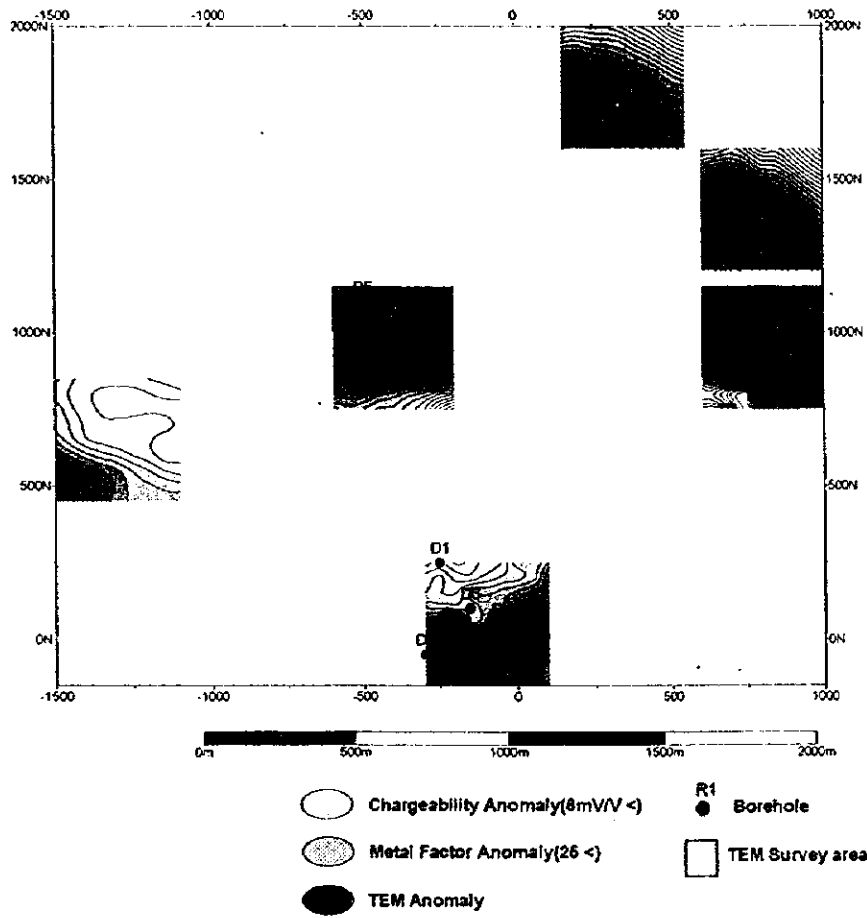 -1500 -1000 -500 0 500 1000
2000N 2000N
1500N 1500N
1000N 1000N
500N 500N
D1
0N 0N
-1500 -1000 -500 0 500 1000
0m 500m 1000m 1500m 2000m
Chargeability Anomaly(8mV/V <) R1 Borehole
Metal Factor Anomaly(25 <) TEM Survey area
TEM Anomaly